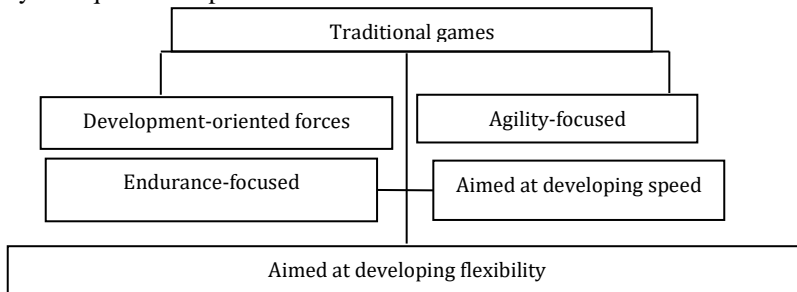 Traditional games
Development-oriented forces
Agility-focused
Endurance-focused
Aimed at developing speed
Aimed at developing flexibility